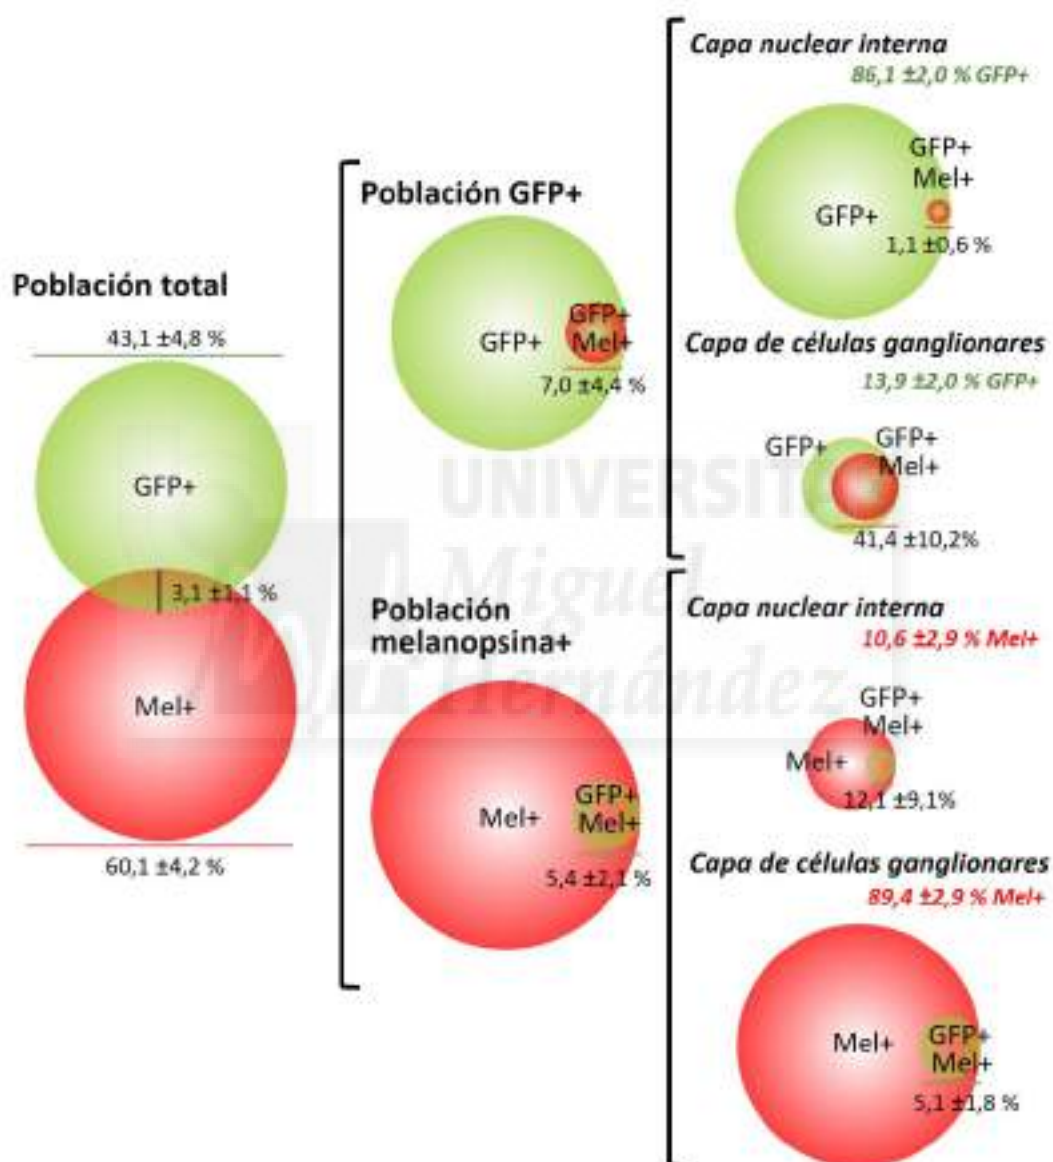 Población total
43,1 ±4,8 %
GFP+
3,1 ±1,1 %
Mel+
60,1 ±4,2 %
Población GFP+
GFP+
GFP+
Mel+
7,0 ±4,4 %
Población
melanopsina+
Mel+
GFP+
Mel+
5,4 ±2,1 %
Capa nuclear interna
86,1 ±2,0 % GFP+
GFP+
Mel+
GFP+
1,1 ±0,6 %
Capa de células ganglionares
13,9 ±2,0 % GFP+
GFP+
GFP+
Mel+
41,4 ±10,2%
Capa nuclear interna
10,6 ±2,9 % Mel+
GFP+
Mel+
Mel+
12,1 ±9,1%
Capa de células ganglionares
89,4 ±2,9 % Mel+
Mel+
GFP+
Mel+
5,1 ±1,8 %
UNIVERSIT
Miguel
Hernández